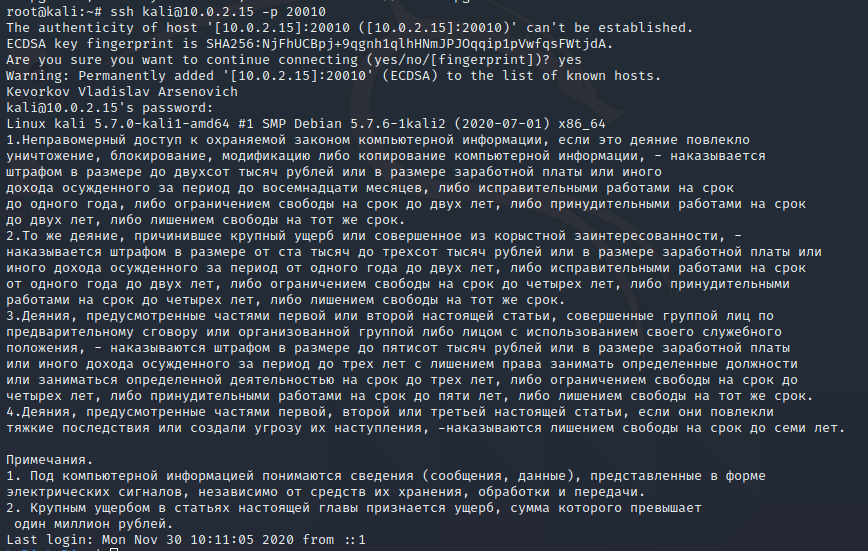 root@kali:~# ssh kali@10.0.2.15 -p 20010
The authenticity of host '[10.0.2.15]:20010 ([10.0.2.15]:20010)' can't be established.
ECDSA key fingerprint is SHA256:NjFhUCBpj+9qgnh1qlhHNmJPJOqqip1pVwfqsFWtjdA.
Are you sure you want to continue connecting (yes/no/[fingerprint])? yes
Warning: Permanently added '[10.0.2.15]:20010' (ECDSA) to the list of known hosts.
Kevorkov Vladislav Arsenovich
kali@10.0.2.15's password:
Linux kali 5.7.0-kali1-amd64 #1 SMP Debian 5.7.6-1kali2 (2020-07-01) x86_64
1.Неправомерный доступ к охраняемой законом компьютерной информации, если это деяние повлекло
уничтожение, блокирование, модификацию либо копирование компьютерной информации, – наказывается
штрафом в размере до двухсот тысяч рублей или в размере заработной платы или иного
дохода осужденного за период до восемнадцати месяцев, либо исправительными работами на срок
до одного года, либо ограничением свободы на срок до двух лет, либо принудительными работами на срок
до двух лет, либо лишением свободы на тот же срок.
2.То же деяние, причинившее крупный ущерб или совершенное из корыстной заинтересованности, –
наказывается штрафом в размере от ста тысяч до трехсот тысяч рублей или в размере заработной платы или
иного дохода осужденного за период от одного года до двух лет, либо исправительными работами на срок
от одного года до двух лет, либо ограничением свободы на срок до четырех лет, либо принудительными
работами на срок до четырех лет, либо лишением свободы на тот же срок.
3.Деяния, предусмотренные частями первой или второй настоящей статьи, совершенные группой лиц по
предварительному сговору или организованной группой либо лицом с использованием своего служебного
положения, – наказываются штрафом в размере до пятисот тысяч рублей или в размере заработной платы
или иного дохода осужденного за период до трех лет с лишением права занимать определенные должности
или заниматься определенной деятельностью на срок до трех лет, либо ограничением свободы на срок до
четырех лет, либо принудительными работами на срок до пяти лет, либо лишением свободы на тот же срок.
4.Деяния, предусмотренные частями первой, второй или третьей настоящей статьи, если они повлекли
тяжкие последствия или создали угрозу их наступления, –наказываются лишением свободы на срок до семи лет.
Примечания.
1. Под компьютерной информацией понимаются сведения (сообщения, данные), представленные в форме
электрических сигналов, независимо от средств их хранения, обработки и передачи.
2. Крупным ущербом в статьях настоящей главы признается ущерб, сумма которого превышает
один миллион рублей.
Last login: Mon Nov 30 10:11:05 2020 from ::1